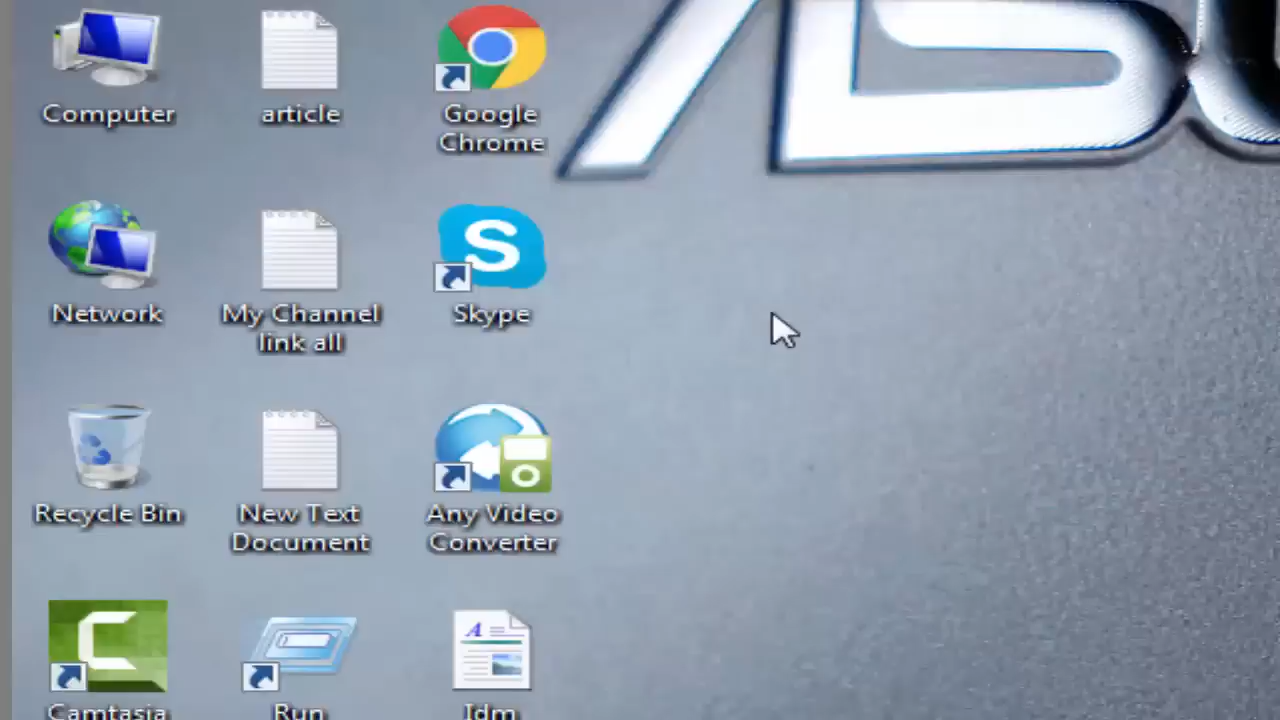 ASU
Computer
article
Google
Chrome
Network
My Channel
link all
Skype
Recycle Bin
New Text
Document
Any Video
Converter
Camtasia
Run
Idm